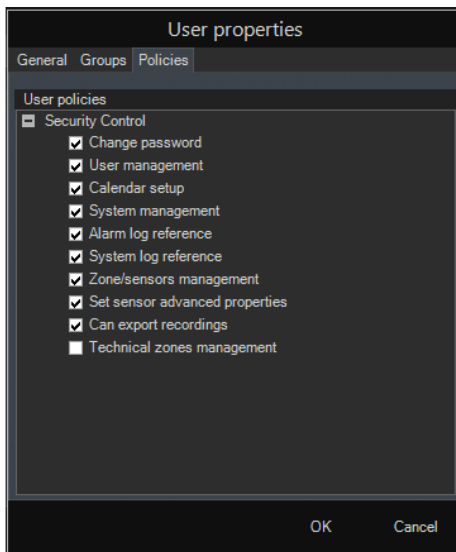 User properties
General Groups Policies
User policies
Security Control
Change password
User management
Calendar setup
System management
Alarm log reference
System log reference
Zone/sensors management
Set sensor advanced properties
Can export recordings
Technical zones management
OK Cancel